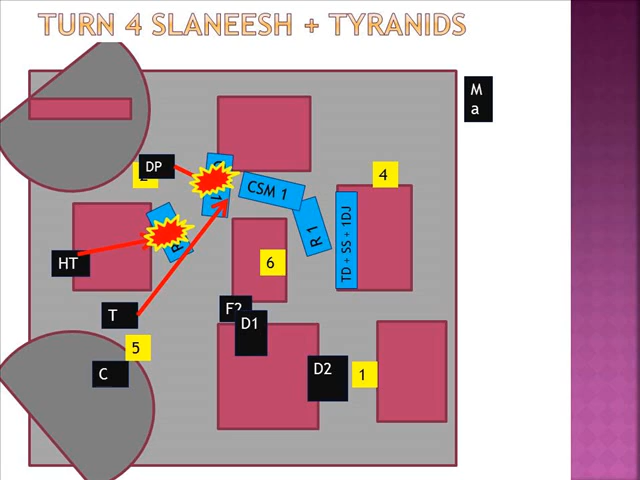 TURN 4 SLANEESH + TYRANIDS
M
a
DP
4
CSM 1
R 1
TD + SS + 1DJ
HT
6
T
F2
D1
5
C
D2
1